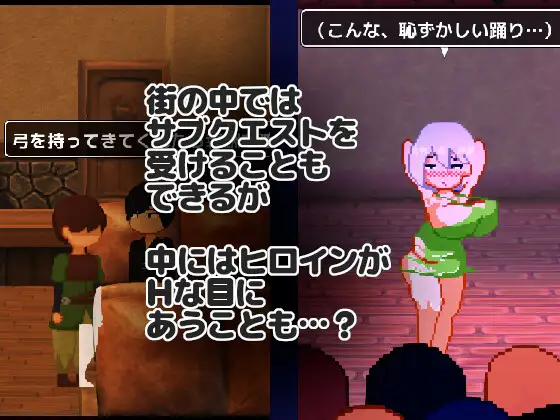 （こんな、恥ずかしい踊り…）
弓を持ってきてく
街の中では
サブクエストを
受けることも
できるが
中にはヒロインが
Hな目に
あうことも…？